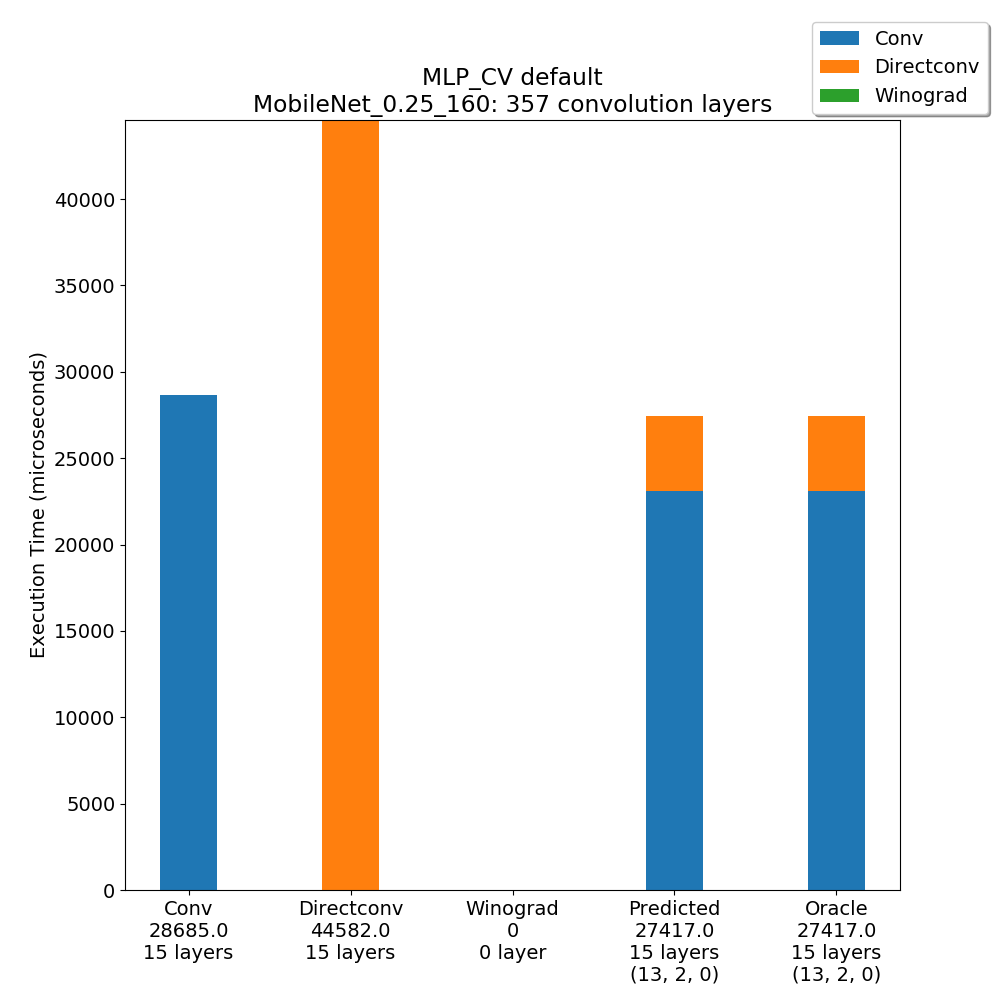 Conv
Directconv
Winograd
MLP_CV default
MobileNet_0.25_160: 357 convolution layers
Execution Time (microseconds)
40000
35000
30000
25000
20000
15000
10000
5000
0
Conv
28685.0
15 layers
Directconv
44582.0
15 layers
Winograd
0
0 layer
Predicted
27417.0
15 layers
(13, 2, 0)
Oracle
27417.0
15 layers
(13, 2, 0)